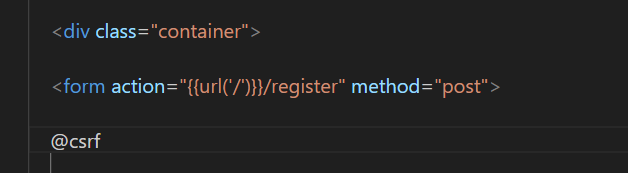 <div class="container">
<form action="{{url('/')}}/register" method="post">
@csrf